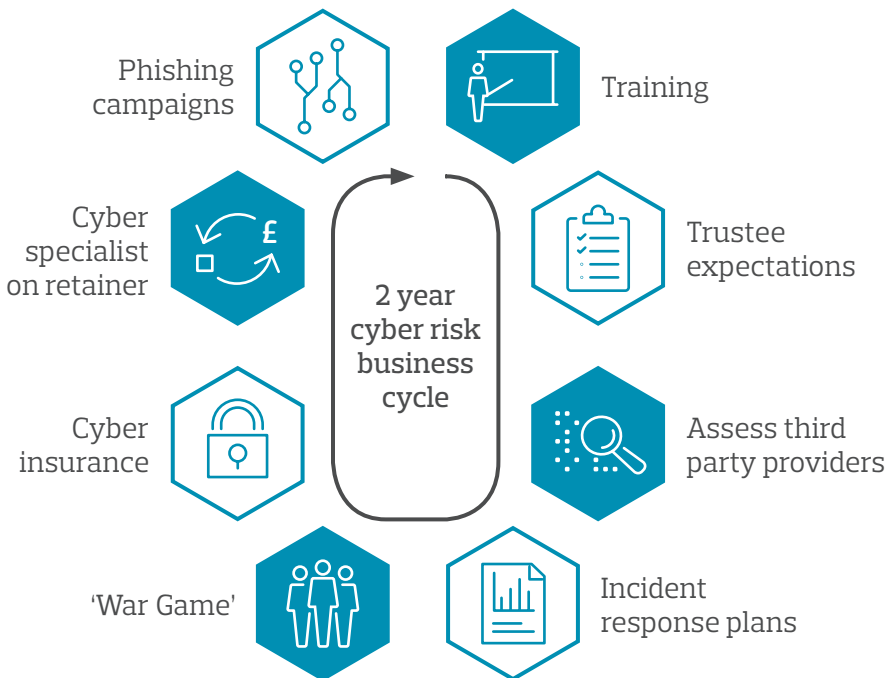 Phishing
campaigns
Training
Cyber
specialist
on retainer
£
Trustee
expectations
2 year
cyber risk
business
cycle
Cyber
insurance
Assess third
party providers
‘War Game’
Incident
response plans